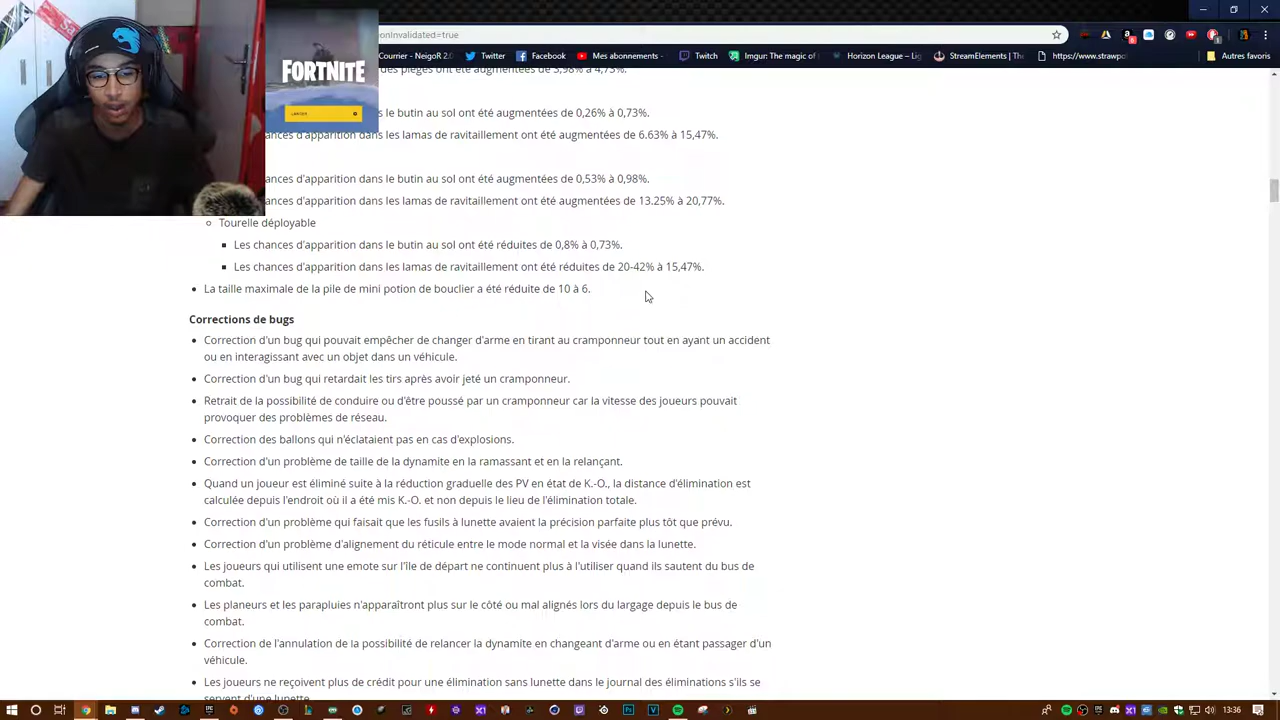 onInvalidated=true
Courrier - NeigoR 2.0 Twitter Facebook Mes abonnements - Twitch Imgur: The magic of Horizon League – Lig StreamElements | Th https://www.strawpo Autres favoris
des pièges ont été augmentées de 3,98% à 4,73%.
FORTNITE
LANCER
s le butin au sol ont été augmentées de 0,26% à 0,73%.
ances d'apparition dans les lamas de ravitaillement ont été augmentées de 6.63% à 15,47%.
ances d'apparition dans le butin au sol ont été augmentées de 0,53% à 0,98%.
ances d'apparition dans les lamas de ravitaillement ont été augmentées de 13.25% à 20,77%.
Tourelle déployable
Les chances d'apparition dans le butin au sol ont été réduites de 0,8% à 0,73%.
Les chances d'apparition dans les lamas de ravitaillement ont été réduites de 20-42% à 15,47%.
La taille maximale de la pile de mini potion de bouclier a été réduite de 10 à 6.
Corrections de bugs
Correction d'un bug qui pouvait empêcher de changer d'arme en tirant au cramponneur tout en ayant un accident
ou en interagissant avec un objet dans un véhicule.
Correction d'un bug qui retardait les tirs après avoir jeté un cramponneur.
Retrait de la possibilité de conduire ou d'être poussé par un cramponneur car la vitesse des joueurs pouvait
provoquer des problèmes de réseau.
Correction des ballons qui n'éclataient pas en cas d'explosions.
Correction d'un problème de taille de la dynamite en la ramassant et en la relançant.
Quand un joueur est éliminé suite à la réduction graduelle des PV en état de K.-O., la distance d'élimination est
calculée depuis l'endroit où il a été mis K.-O. et non depuis le lieu de l'élimination totale.
Correction d'un problème qui faisait que les fusils à lunette avaient la précision parfaite plus tôt que prévu.
Correction d'un problème d'alignement du réticule entre le mode normal et la visée dans la lunette.
Les joueurs qui utilisent une emote sur l'île de départ ne continuent plus à l'utiliser quand ils sautent du bus de
combat.
Les planeurs et les parapluies n'apparaîtront plus sur le côté ou mal alignés lors du largage depuis le bus de
combat.
Correction de l'annulation de la possibilité de relancer la dynamite en changeant d'arme ou en étant passager d'un
véhicule.
Les joueurs ne reçoivent plus de crédit pour une élimination sans lunette dans le journal des éliminations s'ils se
servent d'une lunette.
13:36